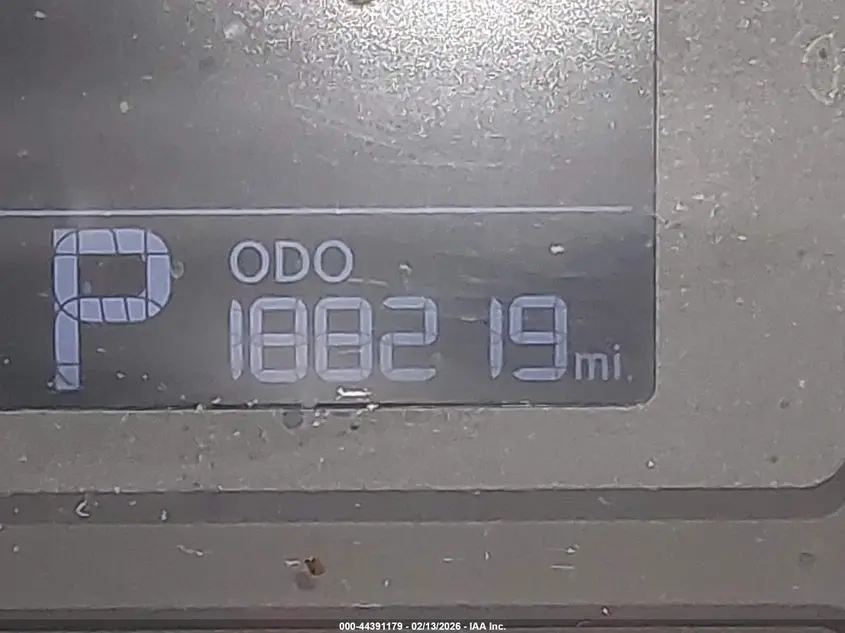 P
ODO
188219 mi.
000-44391179 - 02/13/2026 - IAA Inc.